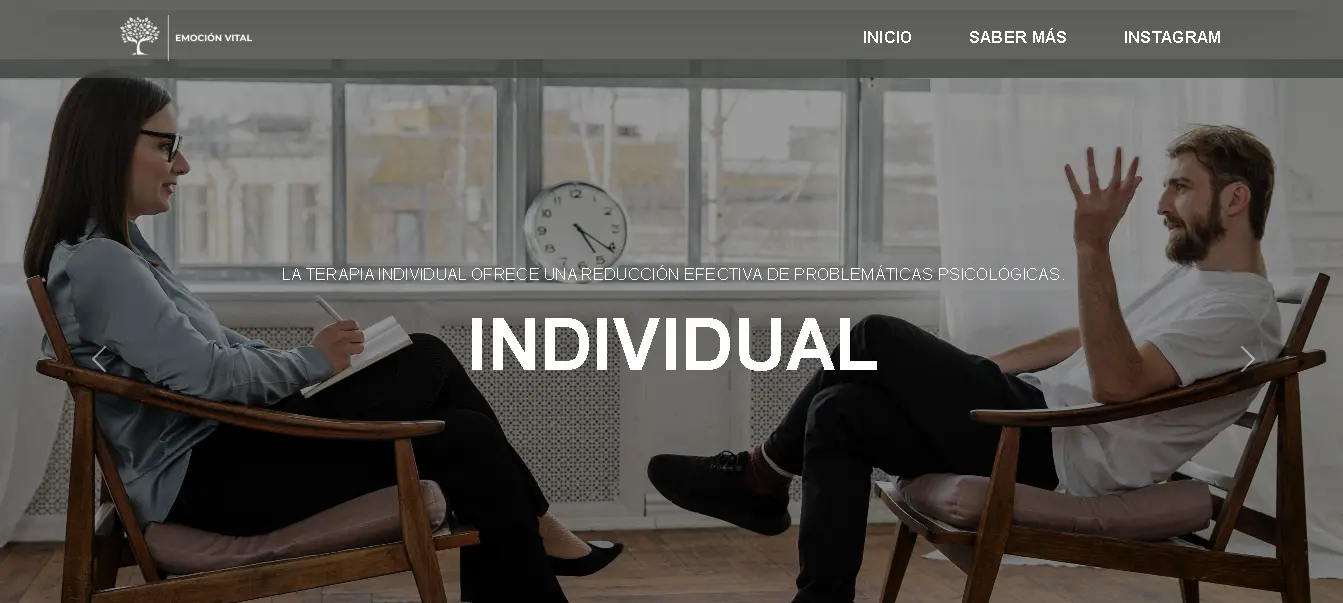 EMOCIÓN VITAL
INICIO
SABER MÁS
INSTAGRAM
LA TERAPIA INDIVIDUAL OFRECE UNA REDUCCIÓN EFECTIVA DE PROBLEMÁTICAS PSICOLÓGICAS.
INDIVIDUAL